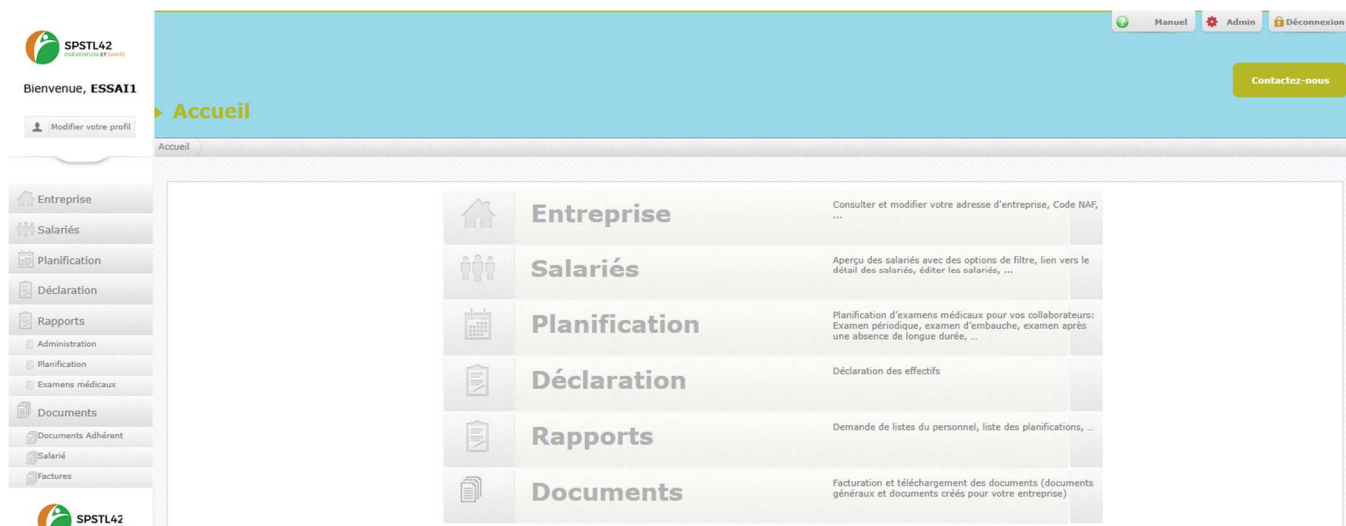 SPSTL42
PRÉVENTION ET SANTÉ
Bienvenue, ESSAI1
Modifier votre profil
Manuel
Admin
Déconnexion
Contactez-nous
Accueil
Accueil
Entreprise
Salariés
Planification
Déclaration
Rapports
Administration
Planification
Examens médicaux
Documents
Documents Adhérent
Salarié
Factures
SPSTL42
Entreprise
Consulter et modifier votre adresse d'entreprise, Code NAF,
...
Salariés
Aperçu des salariés avec des options de filtre, lien vers le
détail des salariés, éditer les salariés, ...
Planification
Planification d'examens médicaux pour vos collaborateurs:
Examen périodique, examen d'embauche, examen après
une absence de longue durée, ...
Déclaration
Déclaration des effectifs
Rapports
Demande de listes du personnel, liste des planifications, ...
Documents
Facturation et téléchargement des documents (documents
généraux et documents créés pour votre entreprise)